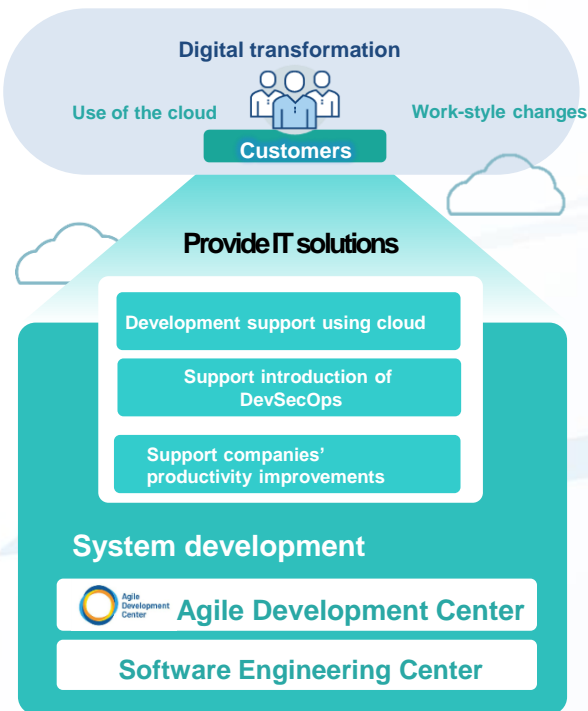 Digital transformation
Use of the cloud
Work-style changes
Customers
Provide IT solutions
Development support using cloud
Support introduction of
DevSecOps
Support companies’
productivity improvements
System development
Agile
Development
Center
Agile Development Center
Software Engineering Center